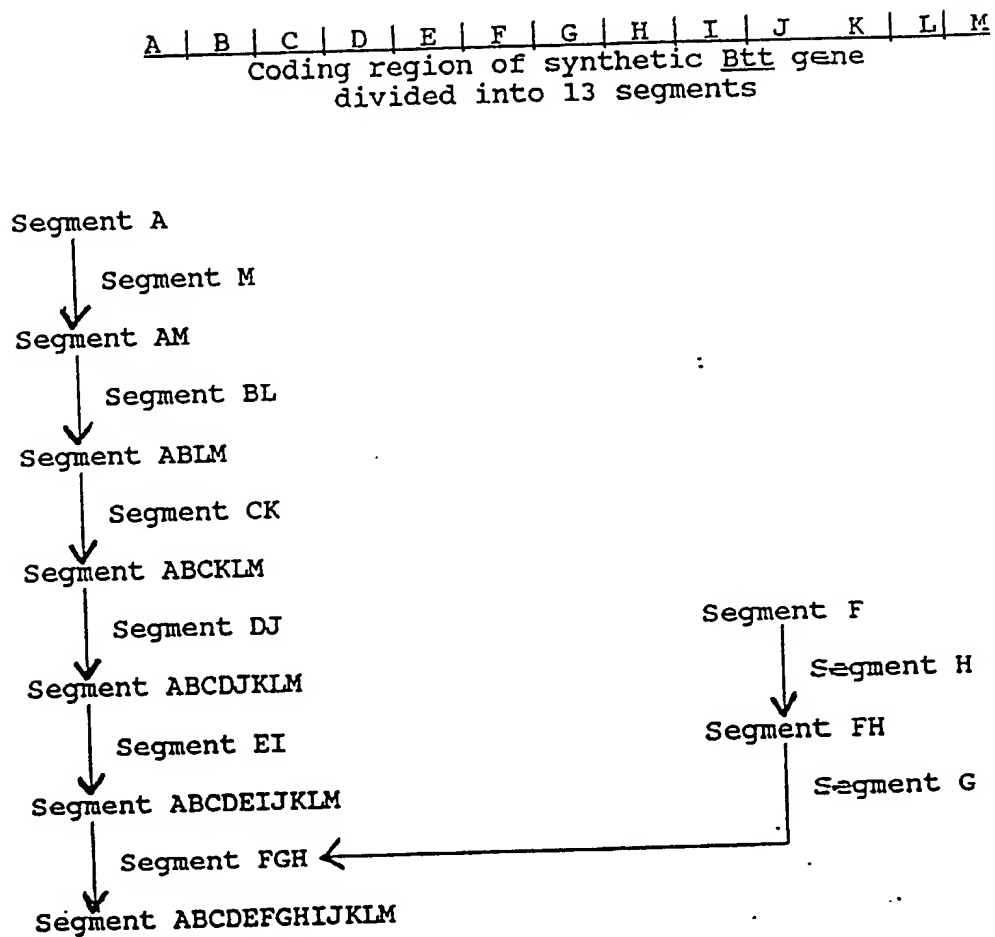 A | B | C | D | E | F | G | H | I | J K | L | M
Coding region of synthetic Btt gene
divided into 13 segments
Segment A
Segment M
Segment AM
Segment BL
Segment ABLM
Segment CK
Segment ABCKLM
Segment DJ
Segment ABCDJKLM
Segment EI
Segment ABCDEIJKLM
Segment FGH
Segment ABCDEFGHIJKLM
Segment F
Segment H
Segment FH
Segment G